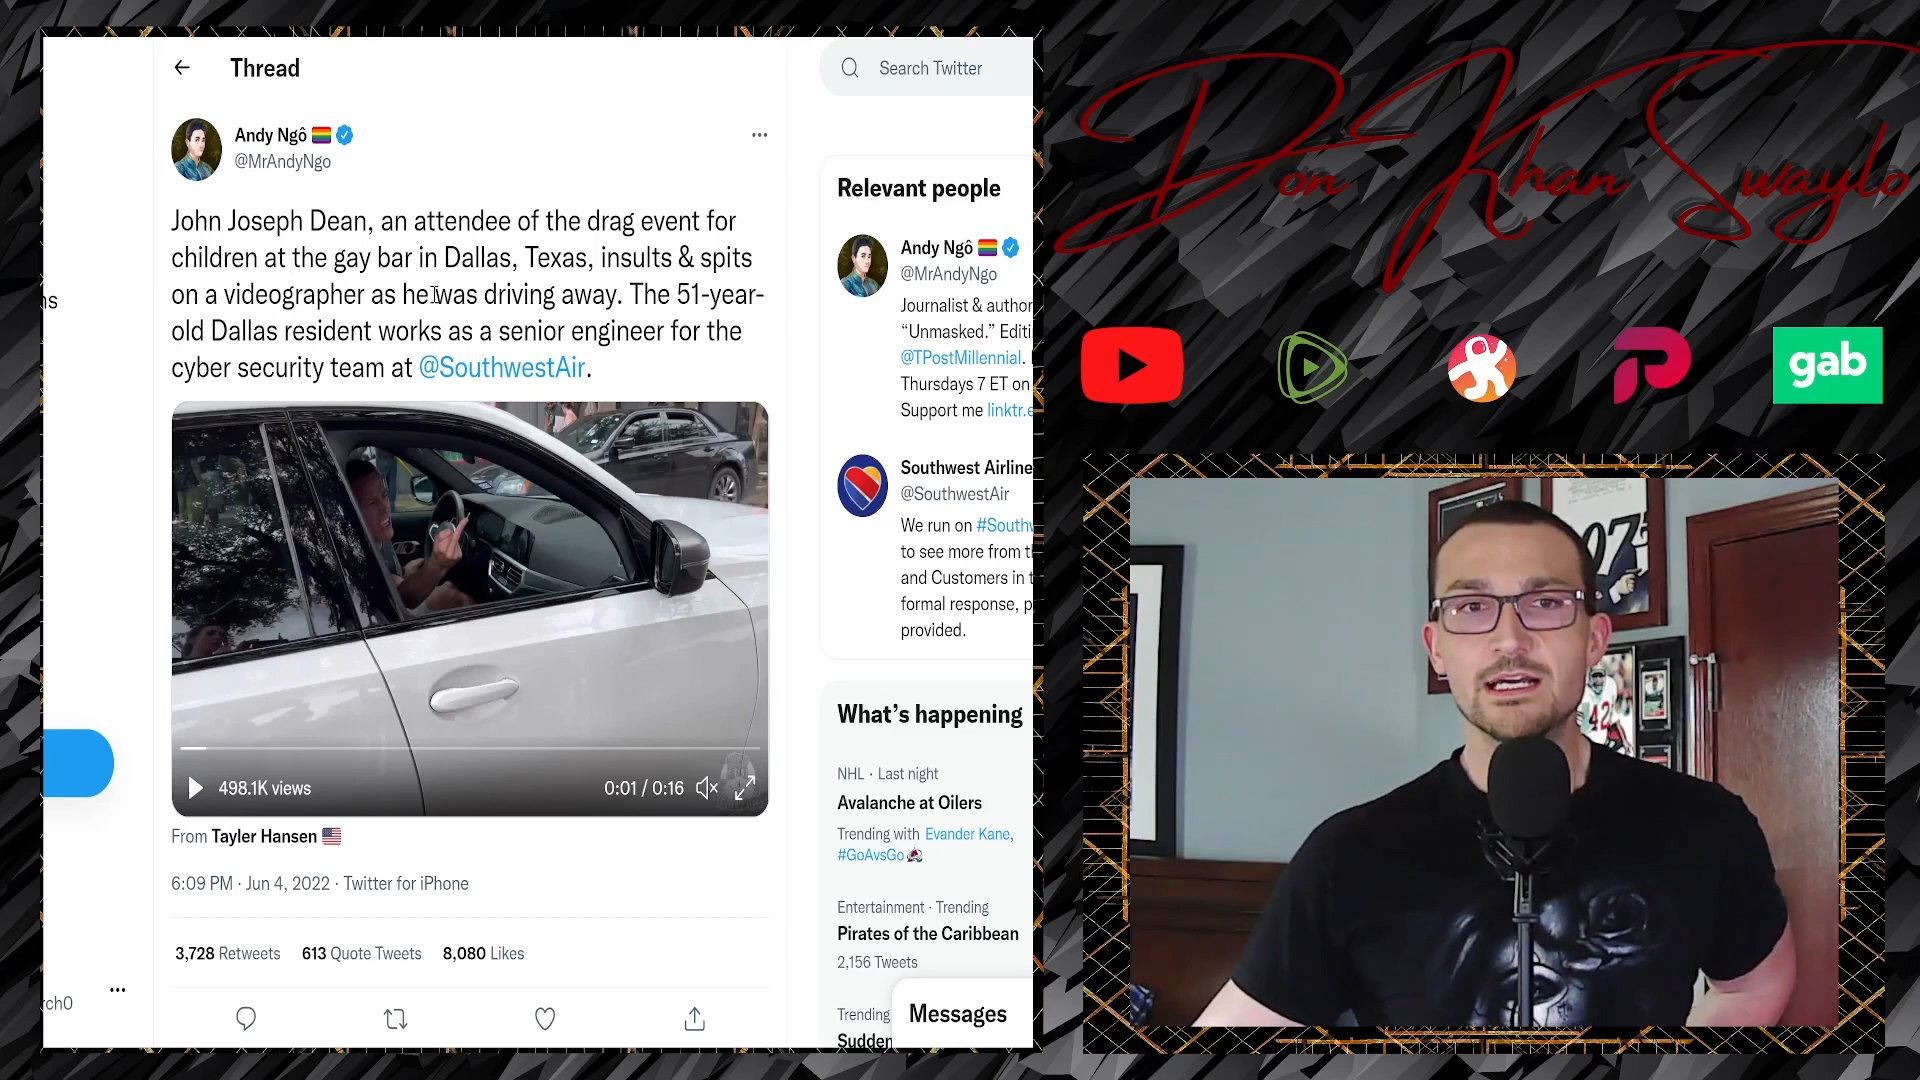 Thread
Andy Ngô
@MrAndyNgo
John Joseph Dean, an attendee of the drag event for
children at the gay bar in Dallas, Texas, insults & spits
on a videographer as he was driving away. The 51-year-
old Dallas resident works as a senior engineer for the
cyber security team at @SouthwestAir.
498.1K views
0:01 / 0:16
From Tayler Hansen
6:09 PM · Jun 4, 2022 · Twitter for iPhone
3,728 Retweets 613 Quote Tweets 8,080 Likes
Search Twitter
Relevant people
Andy Ngô
@MrAndyNgo
Journalist & author
“Unmasked.” Editi
@TPostMillennial.
Thursdays 7 ET on
Support me linktr.e
Southwest Airline
@SouthwestAir
We run on #Southw
to see more from th
and Customers in t
formal response, p
provided.
What’s happening
NHL · Last night
Avalanche at Oilers
Trending with Evander Kane,
#GoAvsGo
Entertainment · Trending
Pirates of the Caribbean
2,156 Tweets
Trending
Sudden
Messages
Don Khan Swaylo
gab
97
42